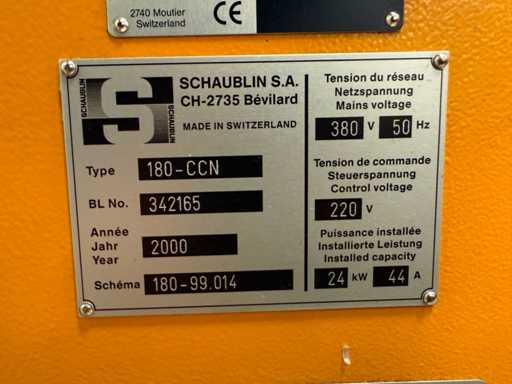 2740 Moutier
Switzerland
CE
SCHAUBLIN
S
SCHAUBLIN
SCHAUBLIN S.A.
CH-2735 Bévilard
MADE IN SWITZERLAND
Type 180-CCN
BL No. 342165
Année
Jahr 2000
Year
Schéma 180-99.014
Tension du réseau
Netzspannung
Mains voltage
380 V 50 Hz
Tension de commande
Steuerspannung
Control voltage
220 V
Puissance installée
Installierte Leistung
Installed capacity
24 kW 44 A